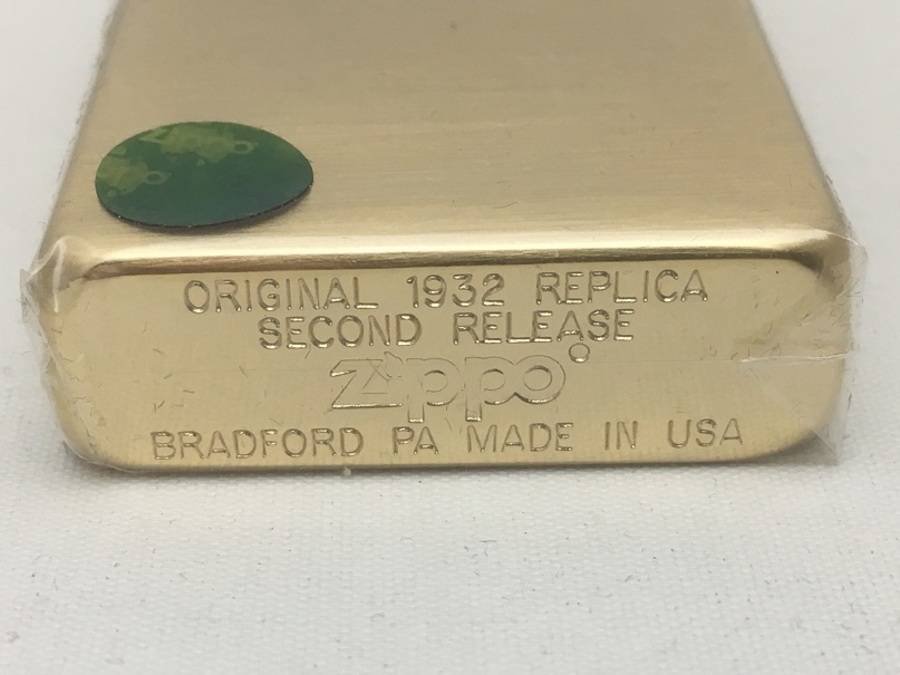 ORIGINAL 1932 REPLICA
SECOND RELEASE
Zippo
BRADFORD PA MADE IN USA